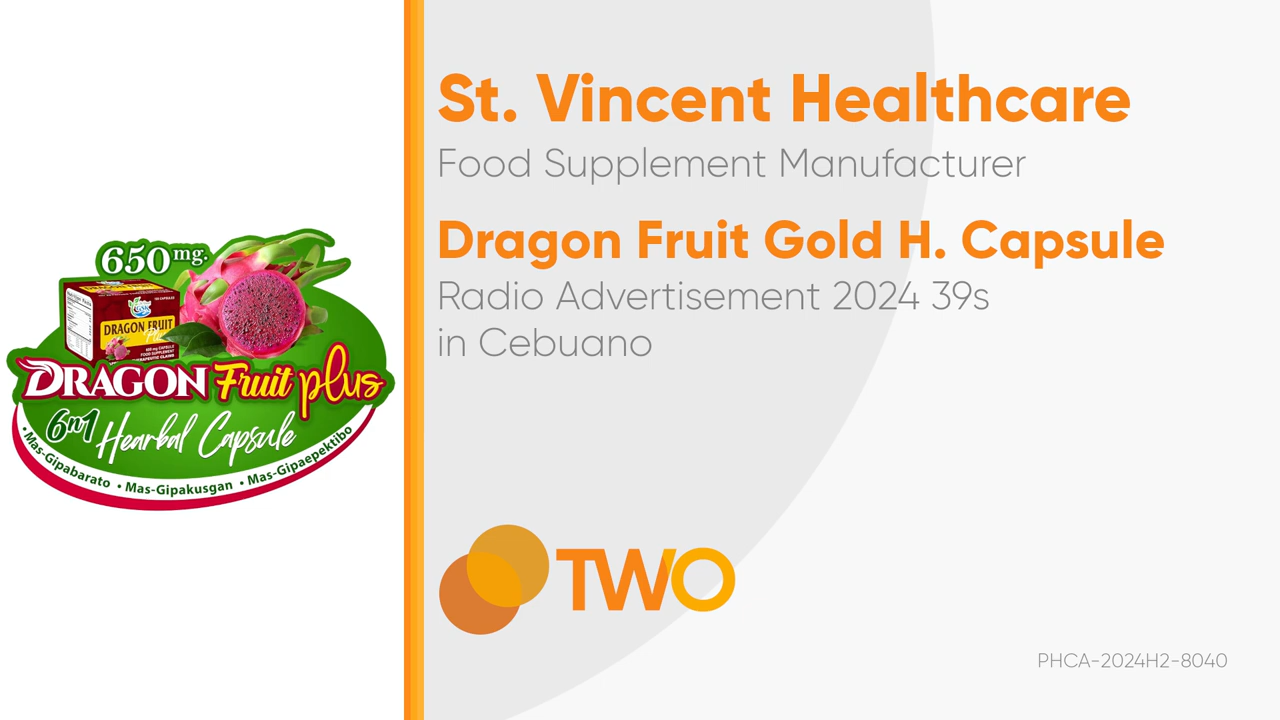 St. Vincent Healthcare
Food Supplement Manufacturer
Dragon Fruit Gold H. Capsule
Radio Advertisement 2024 39s
in Cebuano
650mg.
DRAGON FRUIT
DRAGON Fruit plus
6n1 Hearbal Capsule
• Mas-Gipabarato • Mas-Gipakusgan • Mas-Gipaepektibo
TWO
PHCA-2024H2-8040